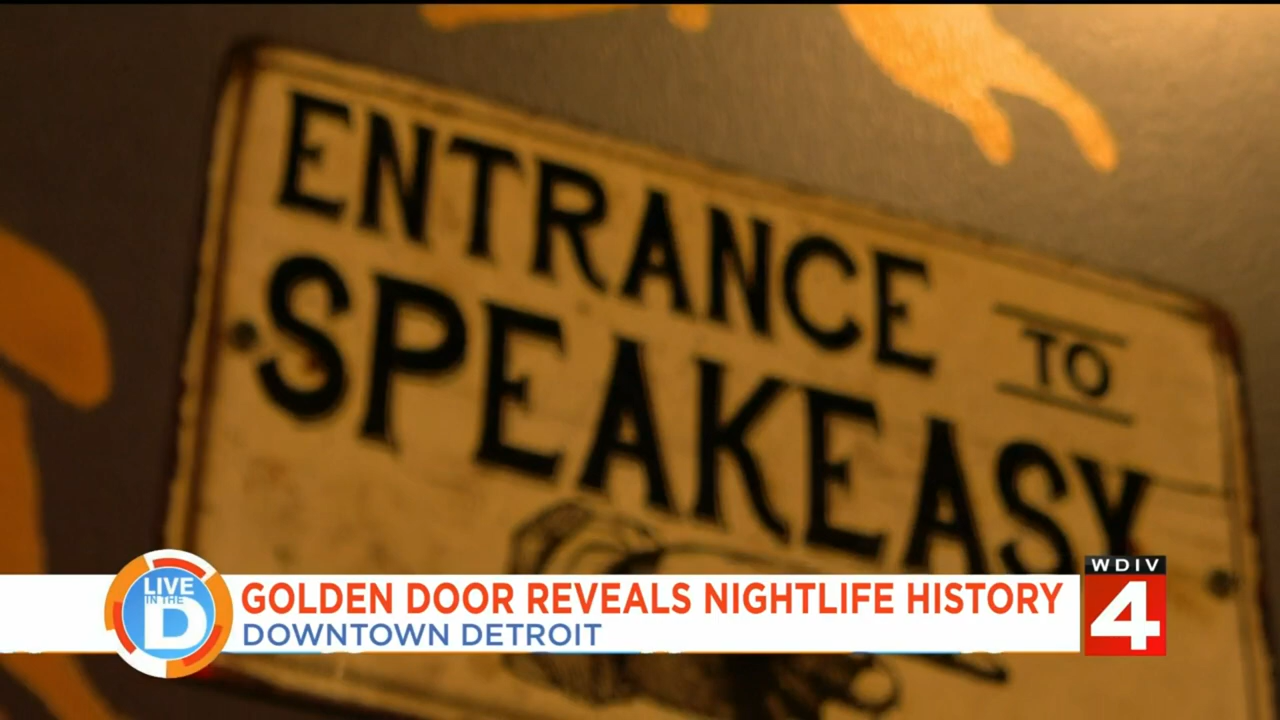 ENTRANCE
TO
SPEAKEASY
LIVE
IN THE
D
GOLDEN DOOR REVEALS NIGHTLIFE HISTORY
DOWNTOWN DETROIT
WDIV
4